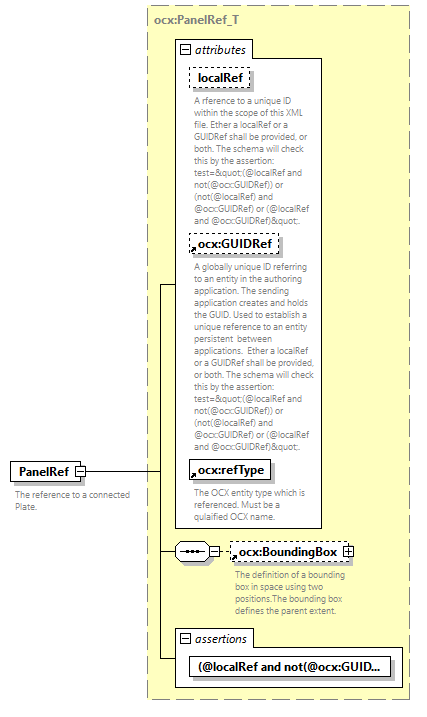 ocx:PanelRef_T
attributes
localRef
A rference to a unique ID
within the scope of this XML
file. Ether a localRef or a
GUIDRef shall be provided, or
both. The schema will check
this by the assertion:
test=&quot;(@localRef and
not(@ocx:GUIDRef)) or
(not(@localRef) and
@ocx:GUIDRef) or (@localRef
and @ocx:GUIDRef)&quot;.
ocx:GUIDRef
A globally unique ID referring
to an entity in the authoring
application. The sending
application creates and holds
the GUID. Used to establish a
unique reference to an entity
persistent between
applications. Ether a localRef
or a GUIDRef shall be provided,
or both. The schema will check
this by the assertion:
test=&quot;(@localRef and
not(@ocx:GUIDRef)) or
(not(@localRef) and
@ocx:GUIDRef) or (@localRef
and @ocx:GUIDRef)&quot;.
PanelRef
The reference to a connected
Plate.
ocx:refType
The OCX entity type which is
referenced. Must be a
qulaified OCX name.
ocx:BoundingBox
The definition of a bounding
box in space using two
positions.The bounding box
defines the parent extent.
assertions
(@localRef and not(@ocx:GUID...